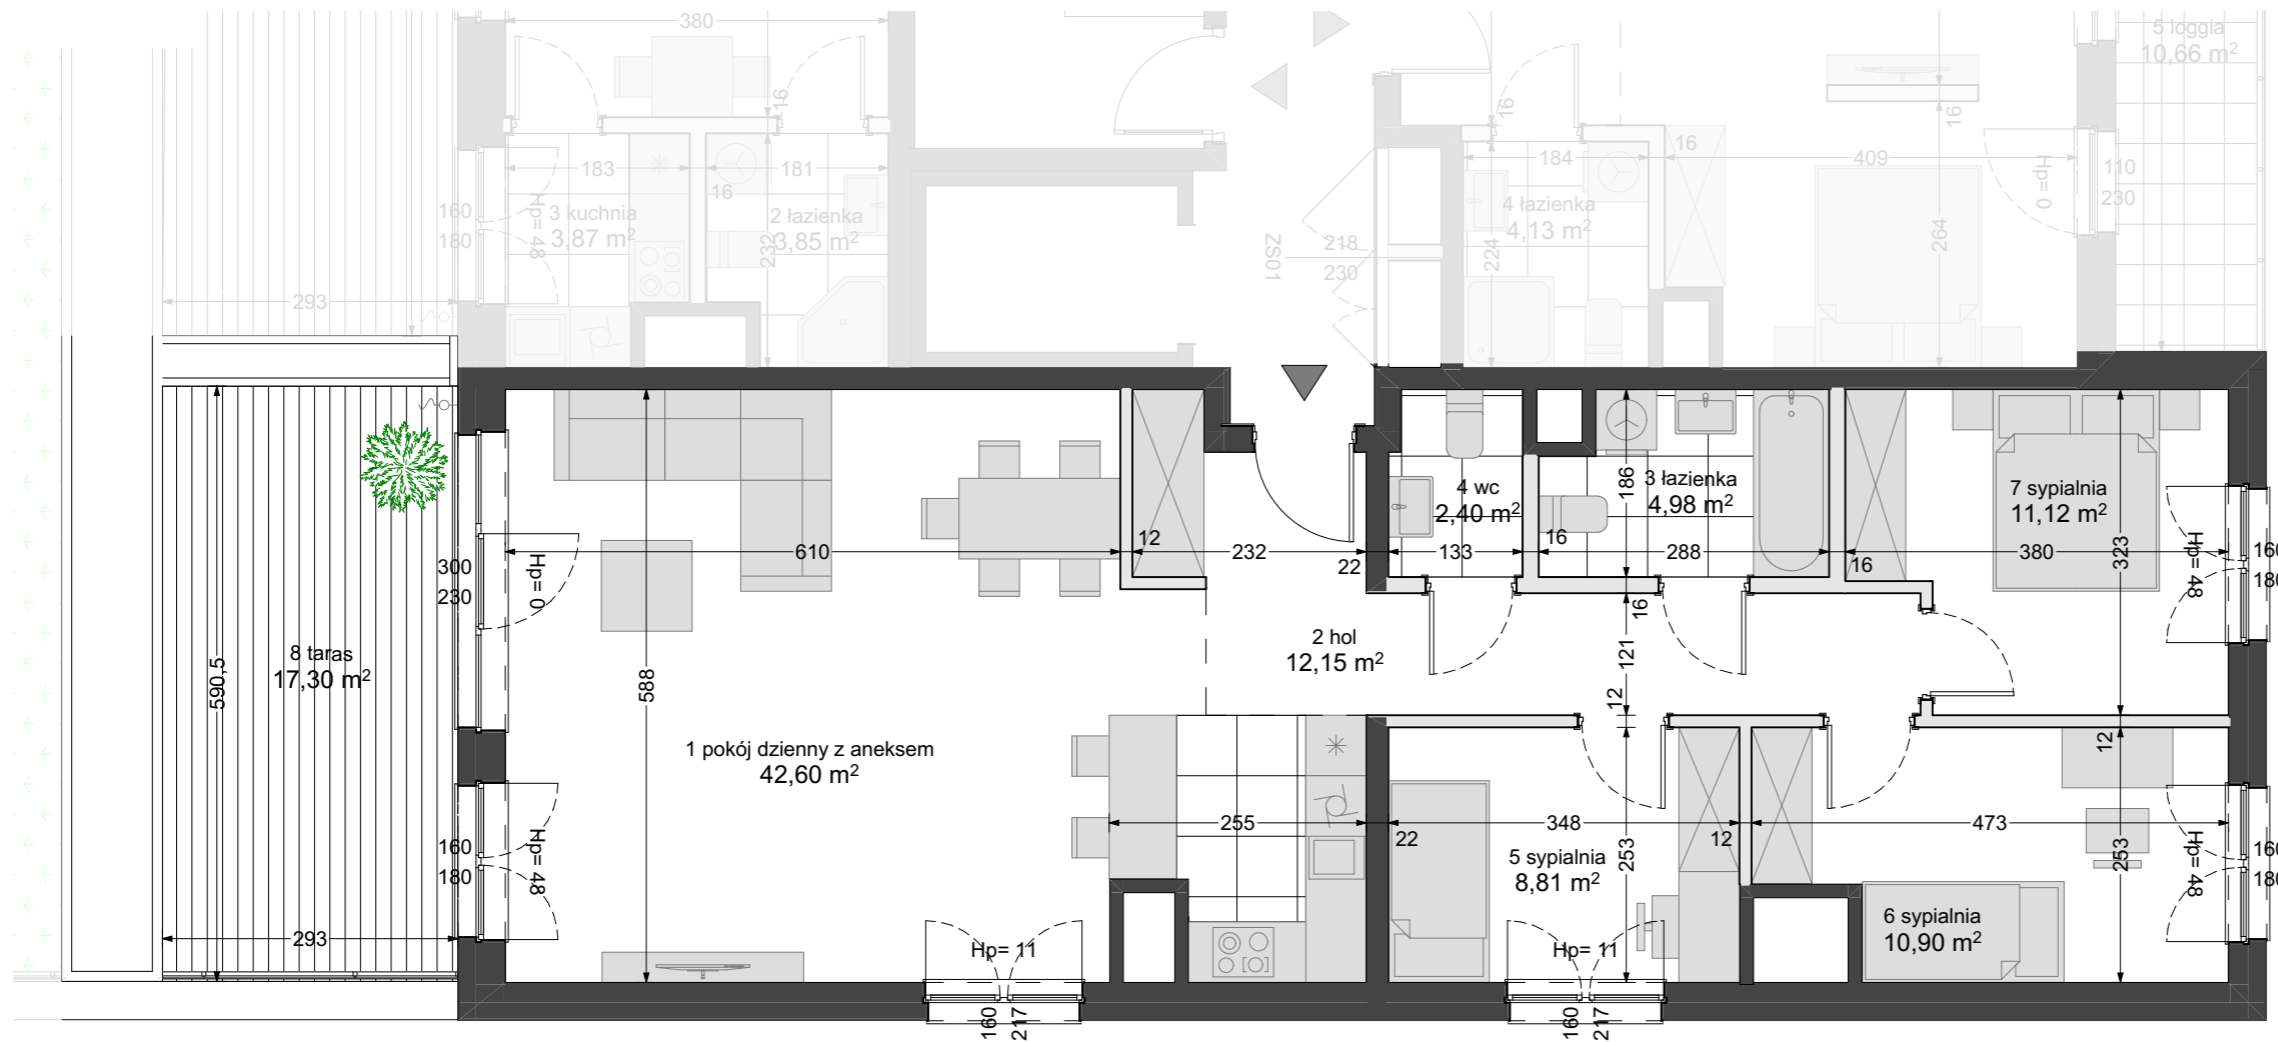 380
5 loggia
10,66 m²
16
16
16
183
16
181
184
16
409
Hp= 0
110
230
160
180
Hp= 48
3 kuchnia
3,87 m²
2 łazienka
3,85 m²
232
ZS01
218
230
4 łazienka
4,13 m²
224
264
293
590,5
8 taras
17,30 m²
293
300
230
Hp= 0
160
180
Hp= 48
588
610
12
232
22
1 pokój dzienny z aneksem
42,60 m²
255
Hp= 11
160
217
2 hol
12,15 m²
4 wc
2,40 m²
133
16
186
3 łazienka
4,98 m²
288
16
16
121
12
7 sypialnia
11,12 m²
380
323
Hp= 48
160
180
22
348
12
5 sypialnia
8,81 m²
253
Hp= 11
160
217
12
473
253
6 sypialnia
10,90 m²
Hp= 48
160
180